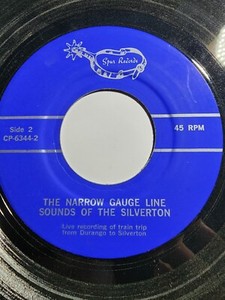 Spur Records
Side 2
CP-6344-2
45 RPM
THE NARROW GAUGE LINE
SOUNDS OF THE SILVERTON
Live recording of train trip
from Durango to Silverton